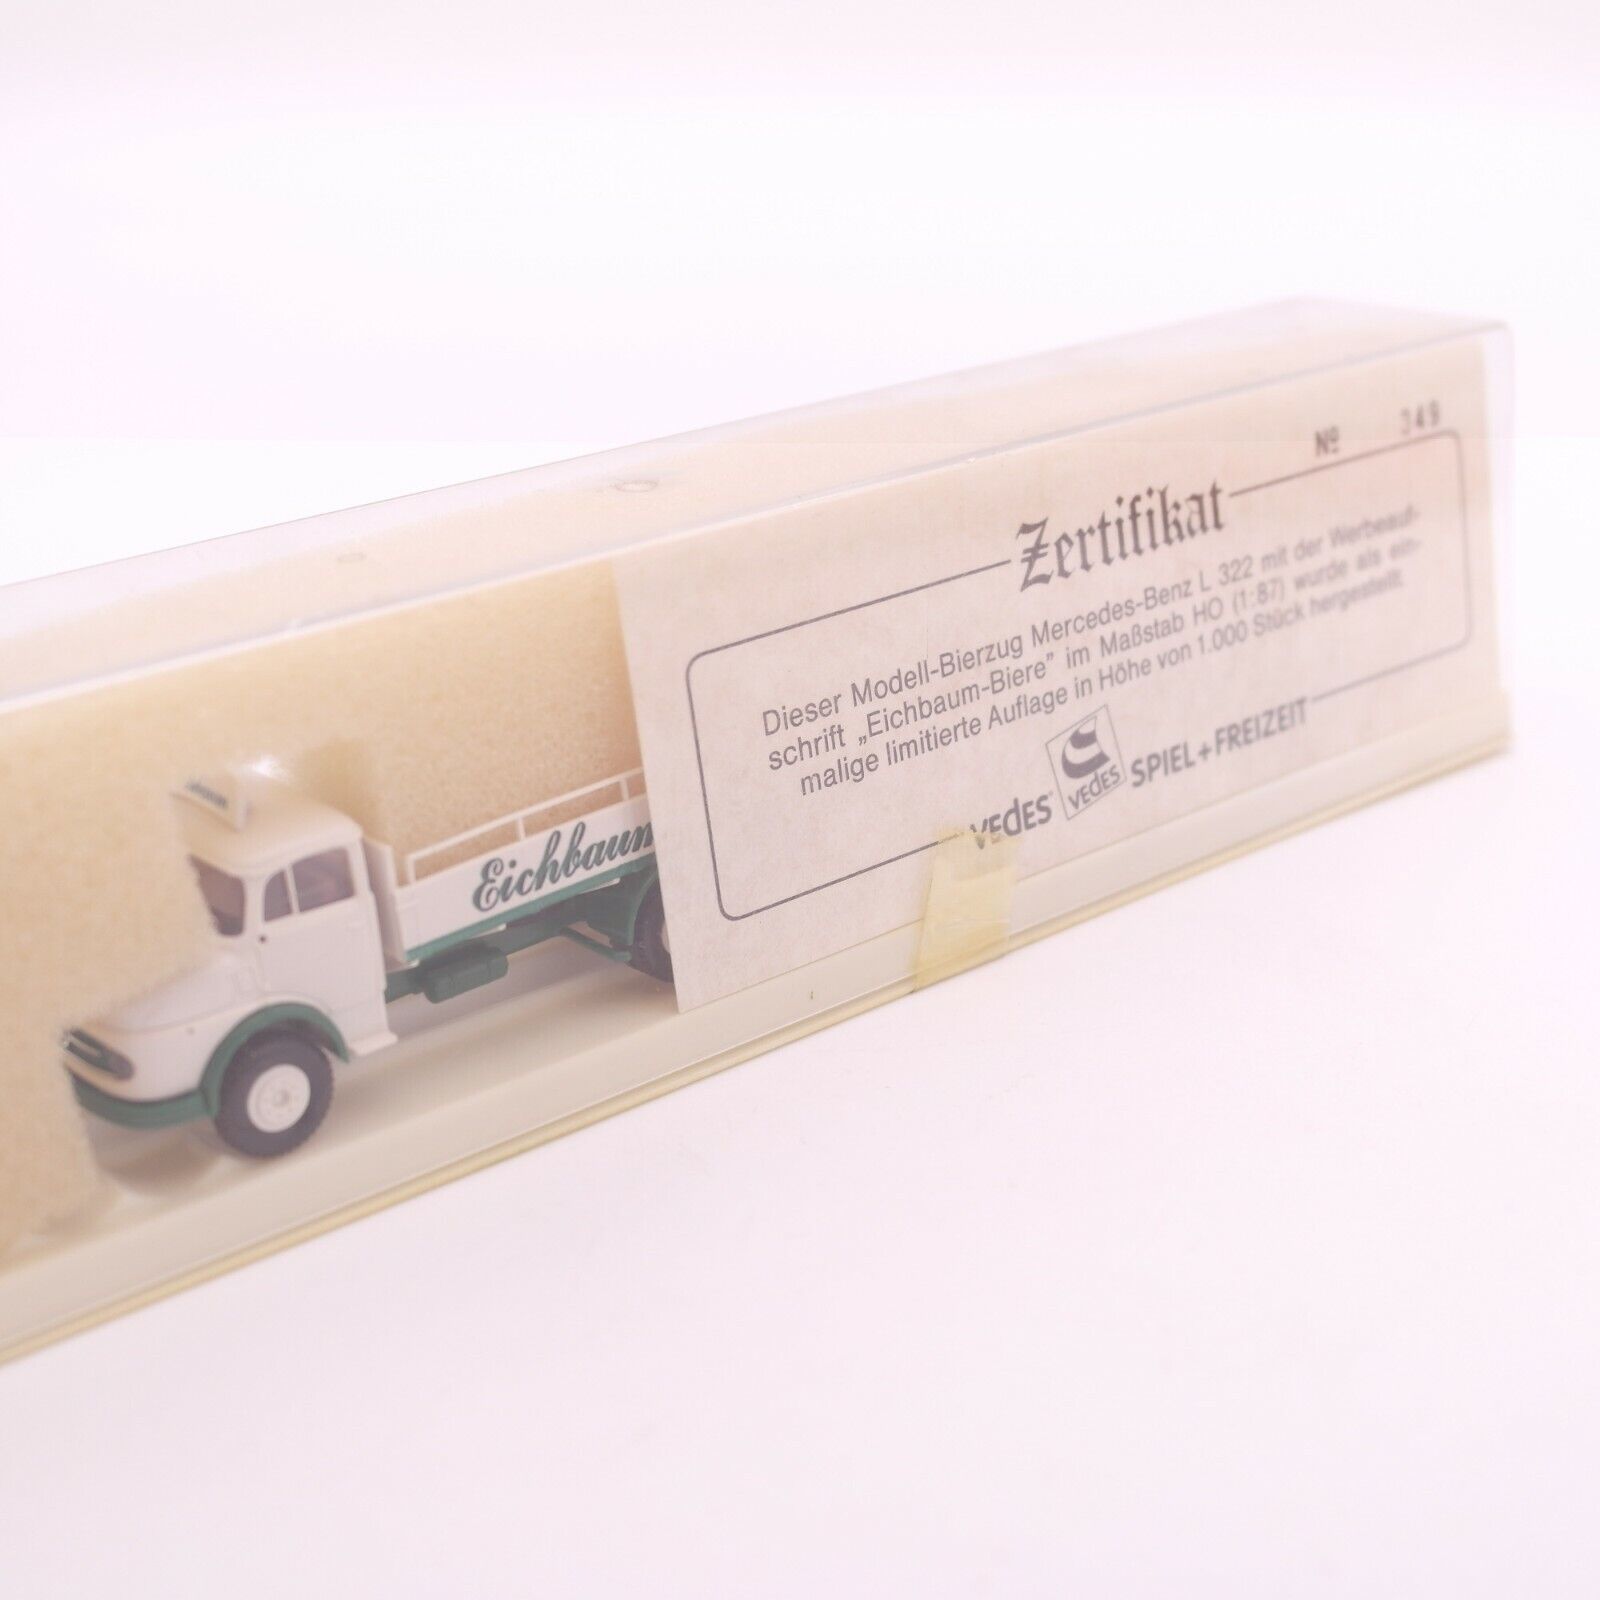 Nº 349
Zertifikat
Dieser Modell-Bierzug Mercedes-Benz L 322 mit der Werbeauf-
schrift „Eichbaum-Biere” im Maßstab HO (1:87) wurde als ein-
malige limitierte Auflage in Höhe von 1.000 Stück hergestellt.
VEDES VEDES SPIEL+FREIZEIT
Eichbaum